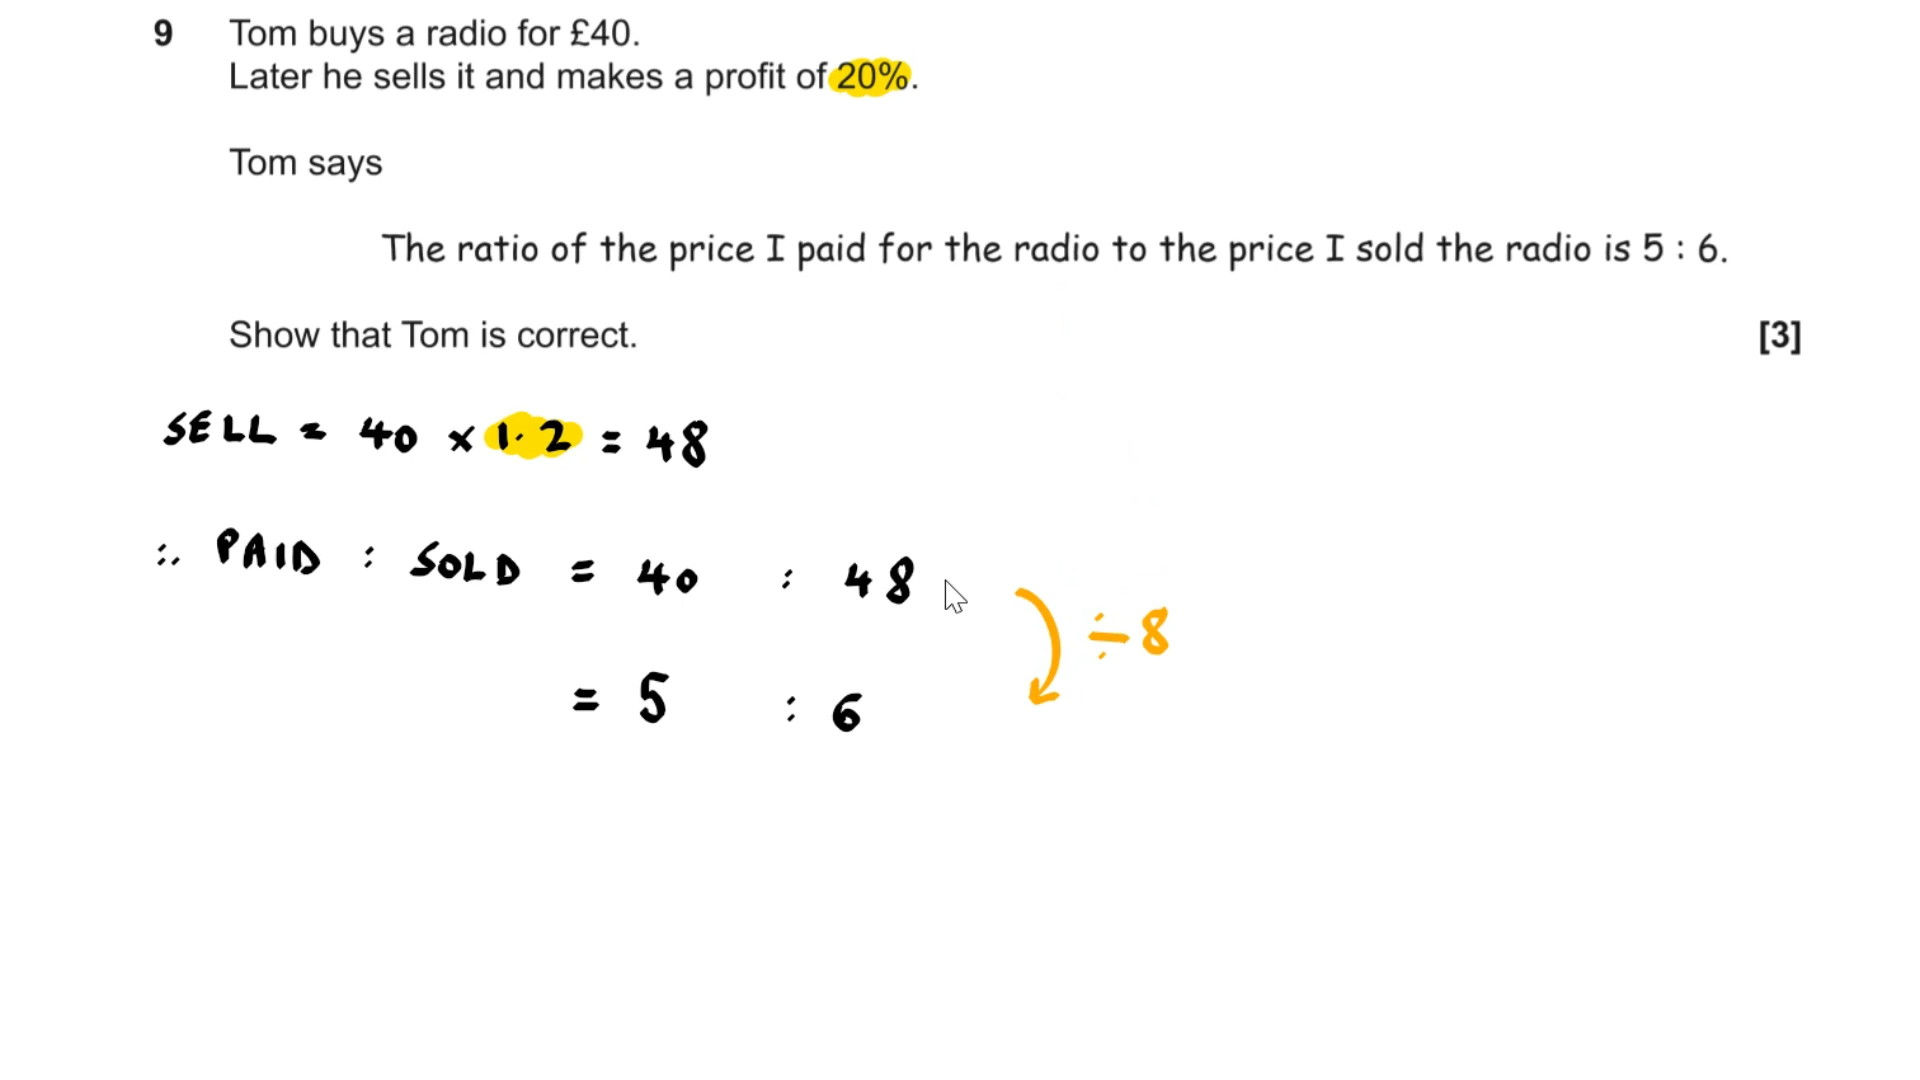 9 Tom buys a radio for £40.
Later he sells it and makes a profit of 20%.
Tom says
The ratio of the price I paid for the radio to the price I sold the radio is 5 : 6.
Show that Tom is correct. [3]
SELL = 40 × 1.2 = 48
∴ PAID : SOLD = 40 : 48
÷ 8
= 5 : 6